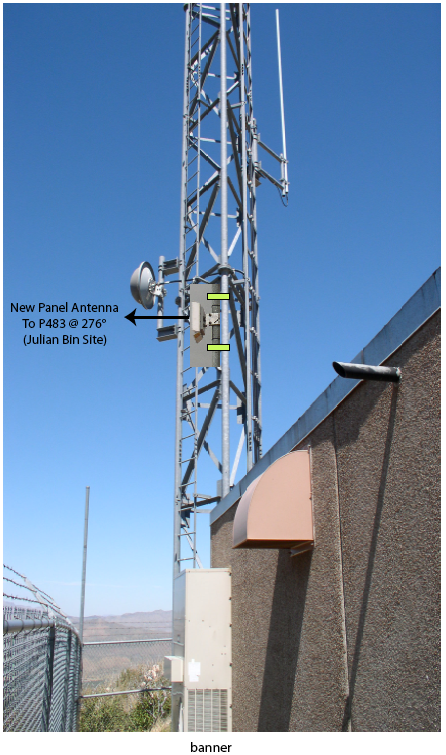 New Panel Antenna
To P483 @ 276°
(Julian Bin Site)
banner